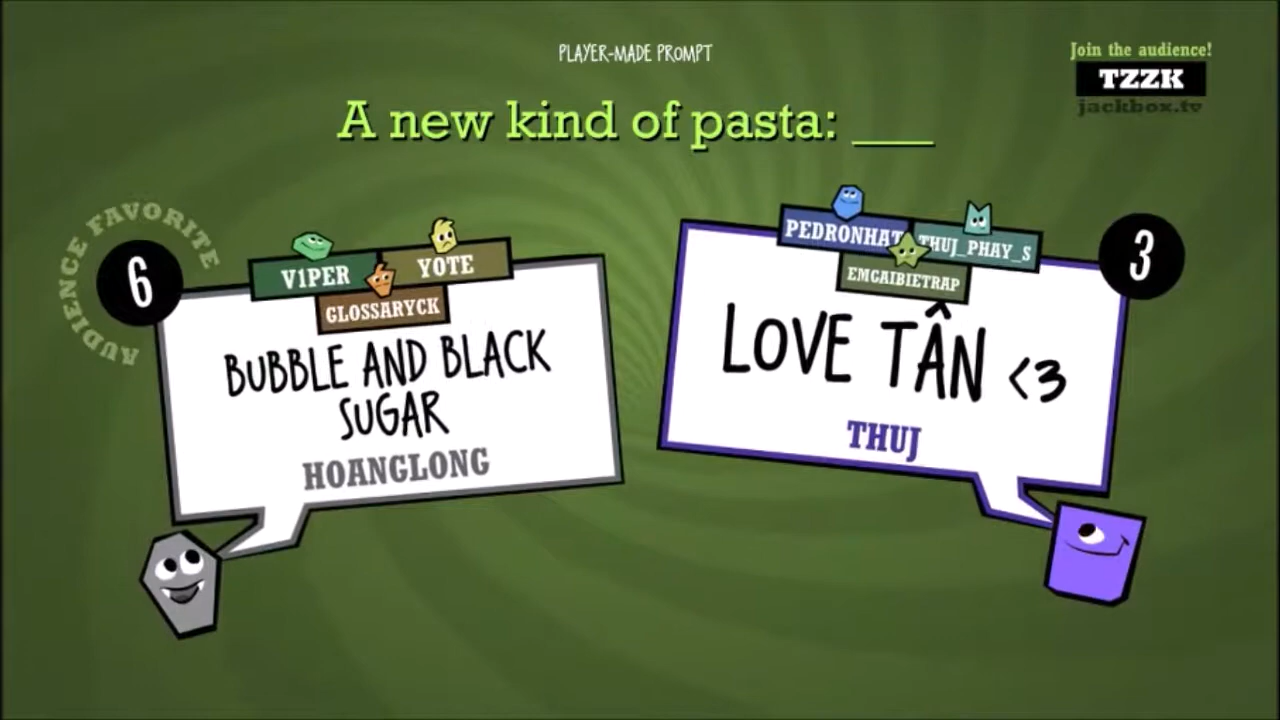 PLAYER-MADE PROMPT
Join the audience!
TZZK
jackbox.tv
A new kind of pasta: ___
AUDIENCE FAVORITE
6
V1PER
YOTE
GLOSSARYCK
BUBBLE AND BLACK
SUGAR
HOANGLONG
PEDRONHAT
THUJ_PHAY_S
EMGAIBIETRAP
3
LOVE TÂN <3
THUJ